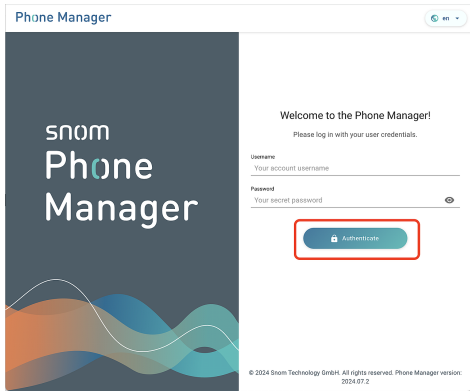 Phone Manager
en
snom
Phone
Manager
Welcome to the Phone Manager!
Please log in with your user credentials.
Username
Your account username
Password
Your secret password
Authenticate
© 2024 Snom Technology GmbH. All rights reserved. Phone Manager version:
2024.07.2